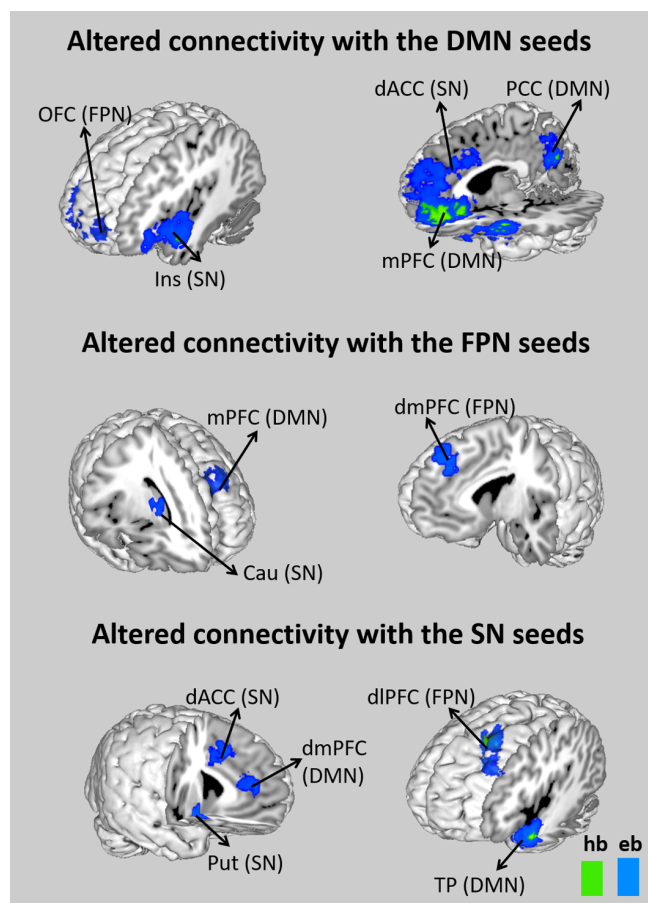 Altered connectivity with the DMN seeds
OFC (FPN)
Ins (SN)
dACC (SN)
PCC (DMN)
mPFC (DMN)
Altered connectivity with the FPN seeds
mPFC (DMN)
Cau (SN)
dmPFC (FPN)
Altered connectivity with the SN seeds
dACC (SN)
dmPFC
(DMN)
Put (SN)
dlPFC (FPN)
TP (DMN)
hb eb